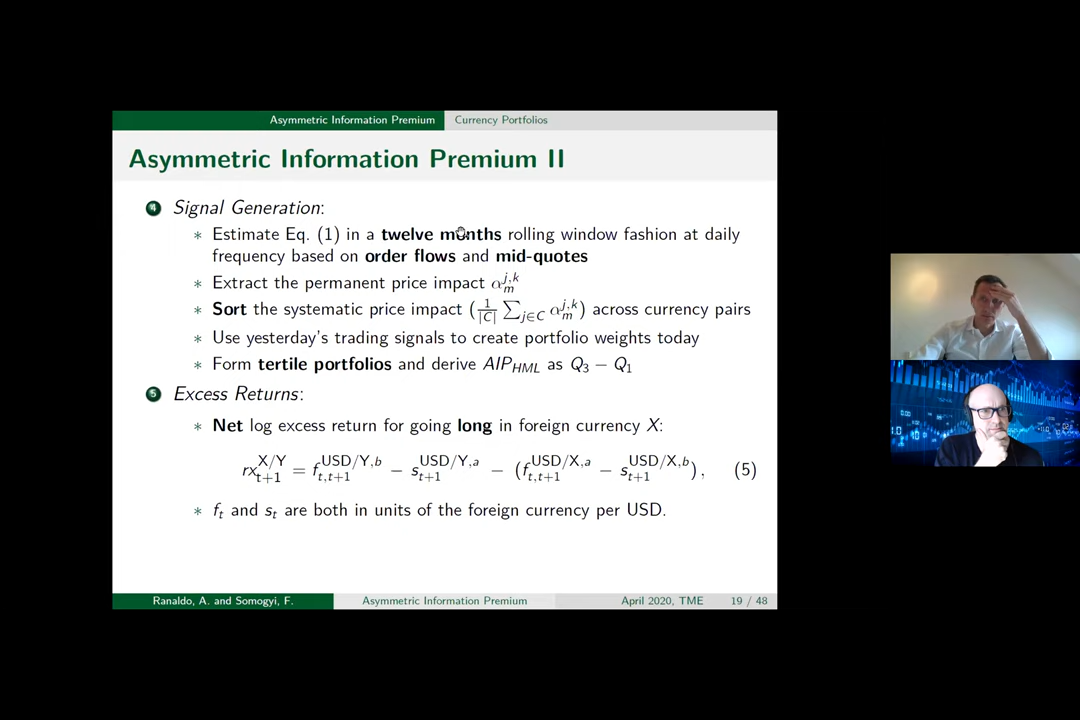 Asymmetric Information Premium Currency Portfolios
Asymmetric Information Premium II
4 Signal Generation:
* Estimate Eq. (1) in a twelve months rolling window fashion at daily
frequency based on order flows and mid-quotes
* Extract the permanent price impact α_m^{j,k}
* Sort the systematic price impact (1/|C| ∑_{j∈C} α_m^{j,k}) across currency pairs
* Use yesterday's trading signals to create portfolio weights today
* Form tertile portfolios and derive AIP_{HML} as Q_3 − Q_1
5 Excess Returns:
* Net log excess return for going long in foreign currency X:
rx_{t+1}^{X/Y} = f_{t,t+1}^{USD/Y,b} − s_{t+1}^{USD/Y,a} − (f_{t,t+1}^{USD/X,a} − s_{t+1}^{USD/X,b}), (5)
* f_t and s_t are both in units of the foreign currency per USD.
Ranaldo, A. and Somogyi, F. Asymmetric Information Premium April 2020, TME 19 / 48